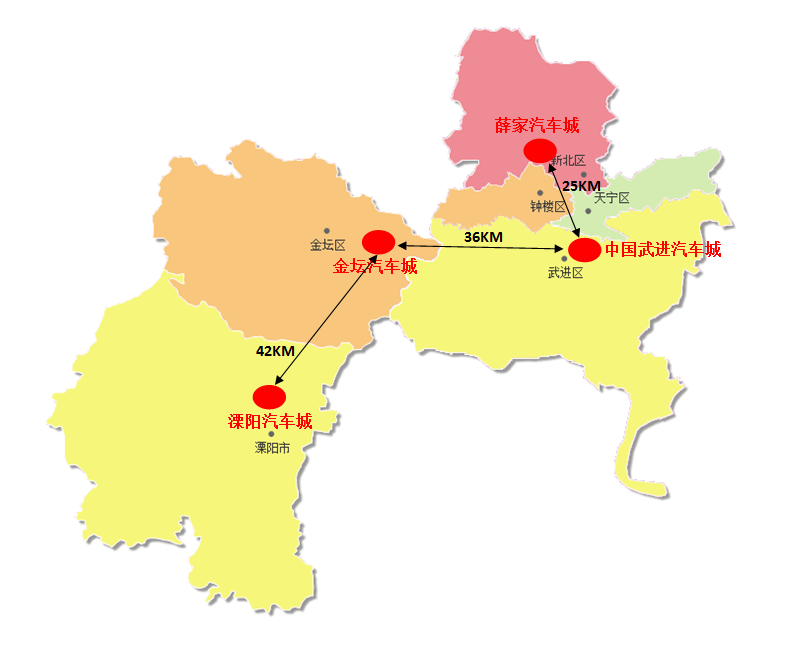 薛家汽车城
新北区
25KM
天宁区
钟楼区
36KM
金坛区
中国武进汽车城
金坛汽车城
武进区
42KM
溧阳汽车城
溧阳市